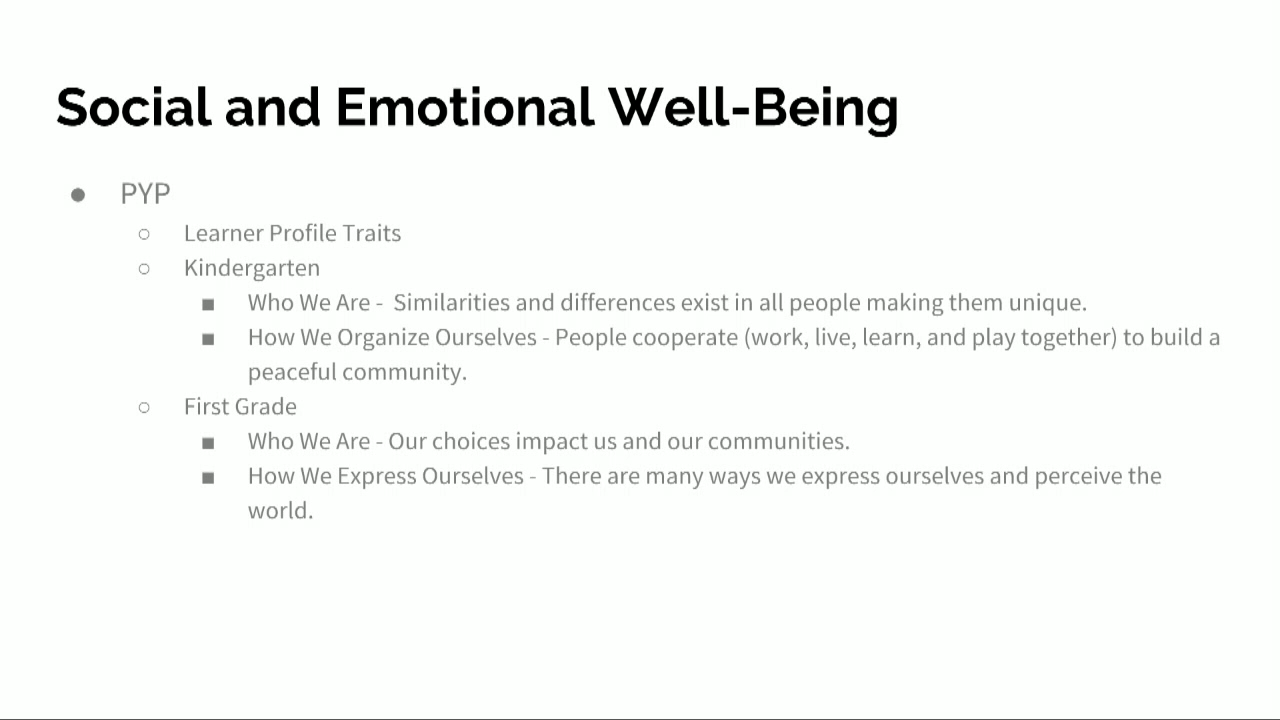 Social and Emotional Well-Being
● PYP
○ Learner Profile Traits
○ Kindergarten
■ Who We Are -  Similarities and differences exist in all people making them unique.
■ How We Organize Ourselves - People cooperate (work, live, learn, and play together) to build a
peaceful community.
○ First Grade
■ Who We Are - Our choices impact us and our communities.
■ How We Express Ourselves - There are many ways we express ourselves and perceive the
world.